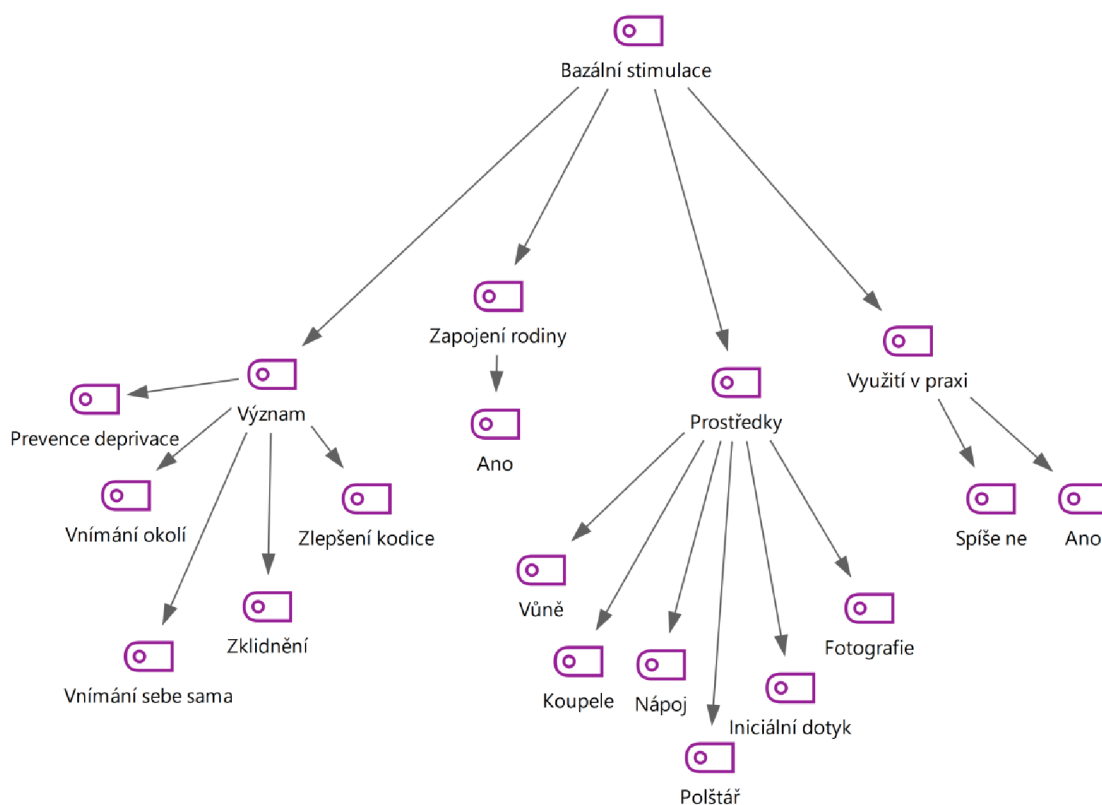 Bazální stimulace
Zapojení rodiny
Využití v praxi
Význam
Prostředky
Prevence deprivace
Ano
Vnímání okolí
Zlepšení kodice
Spíše ne
Ano
Vůně
Zklidnění
Fotografie
Vnímání sebe sama
Koupele
Nápoj
Iniciální dotyk
Polštář